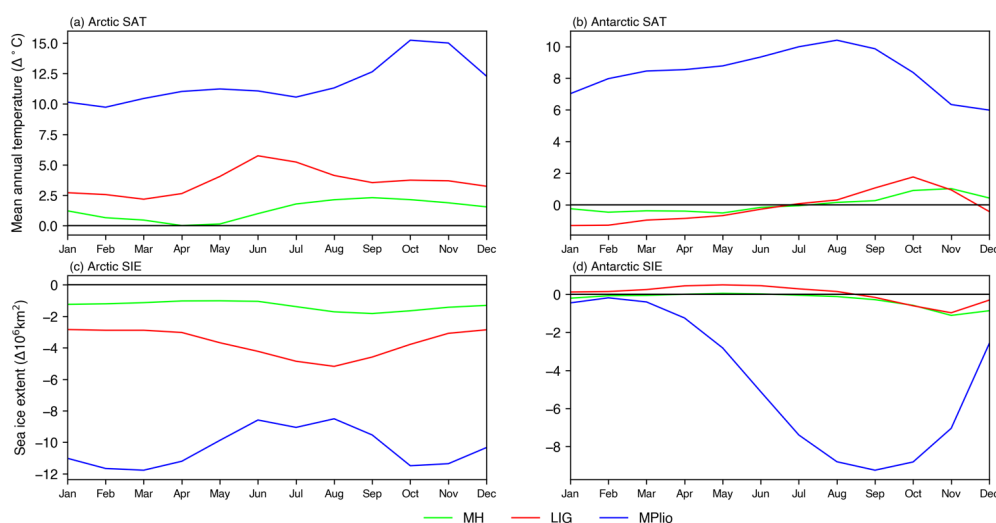 (a) Arctic SAT
(b) Antarctic SAT
Mean annual temperature (Δ°C)
15.0
12.5
10.0
7.5
5.0
2.5
0.0
Jan Feb Mar Apr May Jun Jul Aug Sep Oct Nov Dec
10
8
6
4
2
0
Jan Feb Mar Apr May Jun Jul Aug Sep Oct Nov Dec
(c) Arctic SIE
(d) Antarctic SIE
Sea ice extent (Δ10⁶km²)
0
−2
−4
−6
−8
−10
−12
Jan Feb Mar Apr May Jun Jul Aug Sep Oct Nov Dec
0
−2
−4
−6
−8
Jan Feb Mar Apr May Jun Jul Aug Sep Oct Nov Dec
MH LIG MPlio